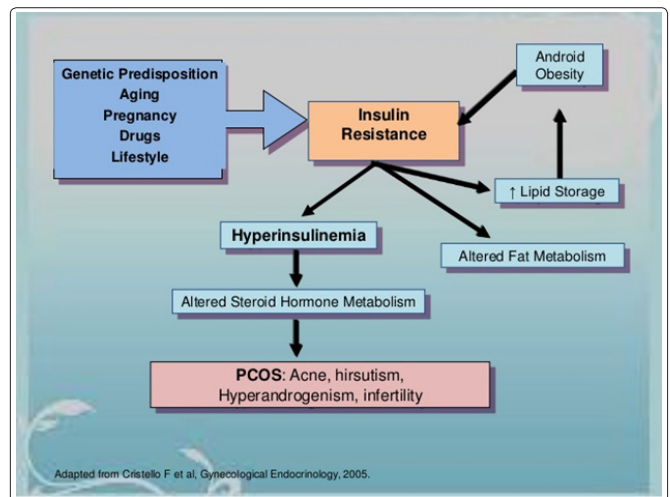 Genetic Predisposition
Aging
Pregnancy
Drugs
Lifestyle
Insulin
Resistance
Android
Obesity
↑ Lipid Storage
Hyperinsulinemia
Altered Fat Metabolism
Altered Steroid Hormone Metabolism
PCOS: Acne, hirsutism,
Hyperandrogenism, infertility
Adapted from Cristello F et al, Gynecological Endocrinology, 2005.